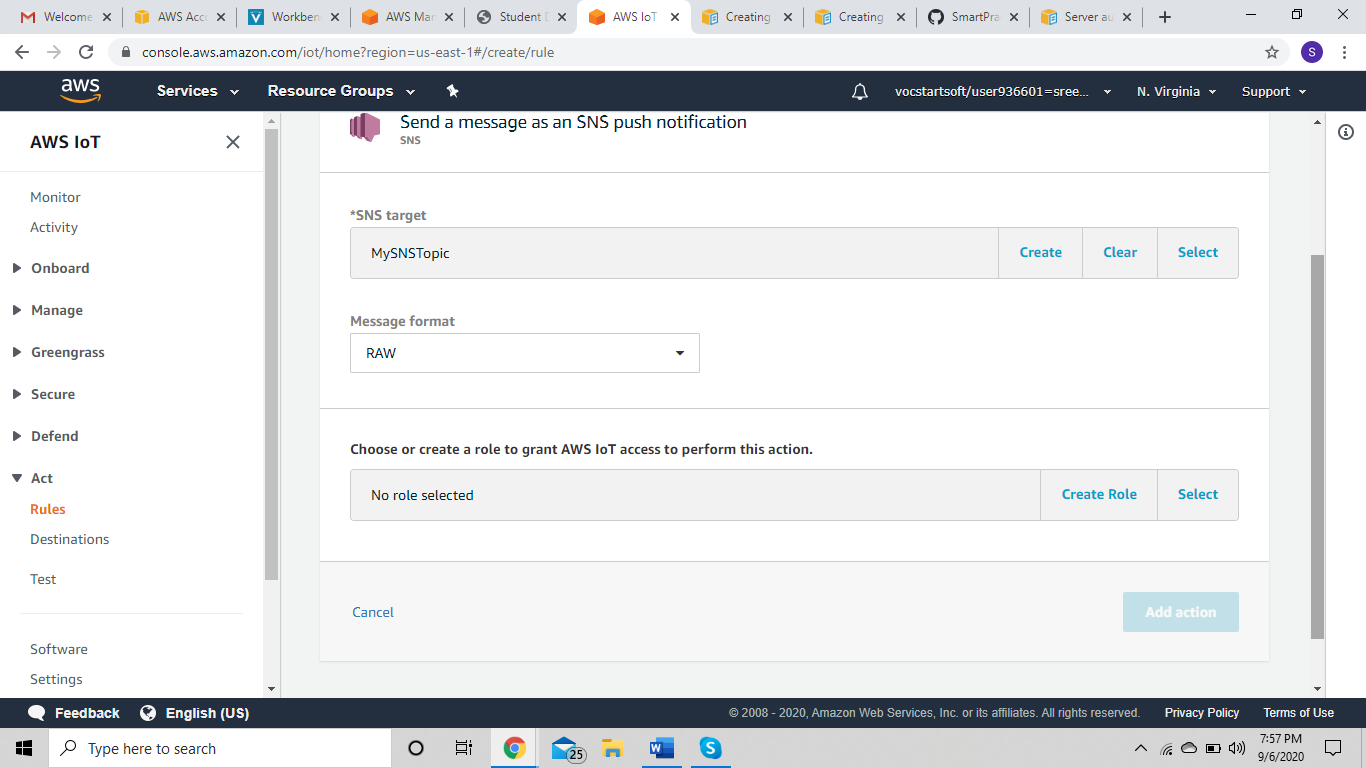 Welcome
AWS Acc
Workben
AWS Man
Student D
AWS IoT
Creating
Creating
SmartPra
Server au
console.aws.amazon.com/iot/home?region=us-east-1#/create/rule
S
aws
Services
Resource Groups
vocstartsoft/user936601=sree...
N. Virginia
Support
AWS IoT
Monitor
Activity
Onboard
Manage
Greengrass
Secure
Defend
Act
Rules
Destinations
Test
Software
Settings
Send a message as an SNS push notification
SNS
*SNS target
MySNSTopic
Create
Clear
Select
Message format
RAW
Choose or create a role to grant AWS IoT access to perform this action.
No role selected
Create Role
Select
Cancel
Add action
Feedback
English (US)
© 2008 - 2020, Amazon Web Services, Inc. or its affiliates. All rights reserved.
Privacy Policy
Terms of Use
Type here to search
25
7:57 PM
9/6/2020